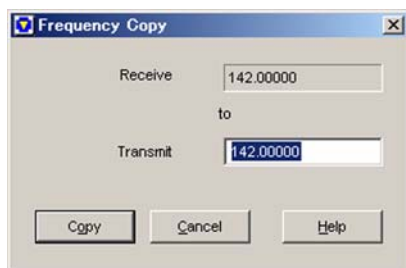 Frequency Copy
Receive 142.00000
to
Transmit 142.00000
Copy Cancel Help